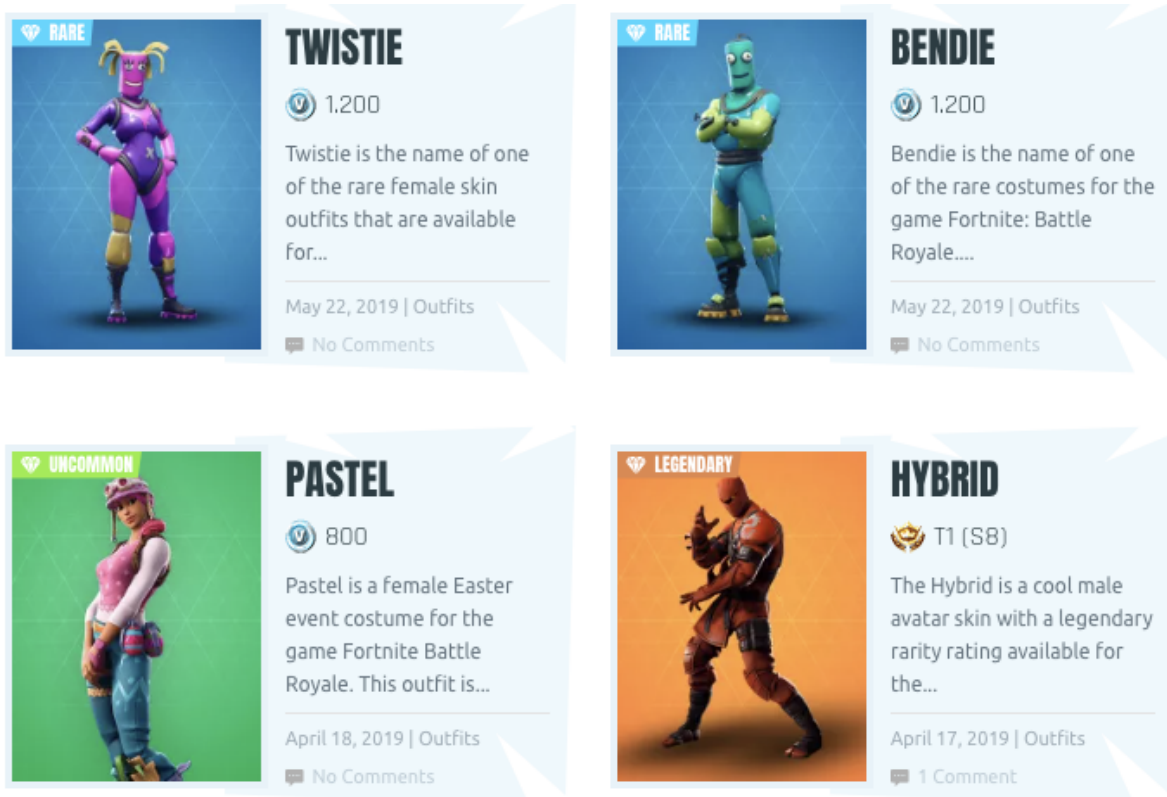 RARE
TWISTIE
V 1.200
Twistie is the name of one
of the rare female skin
outfits that are available
for...
May 22, 2019 | Outfits
No Comments
RARE
BENDIE
V 1.200
Bendie is the name of one
of the rare costumes for the
game Fortnite: Battle
Royale....
May 22, 2019 | Outfits
No Comments
UNCOMMON
PASTEL
V 800
Pastel is a female Easter
event costume for the
game Fortnite Battle
Royale. This outfit is...
April 18, 2019 | Outfits
No Comments
LEGENDARY
HYBRID
T1 (S8)
The Hybrid is a cool male
avatar skin with a legendary
rarity rating available for
the...
April 17, 2019 | Outfits
1 Comment